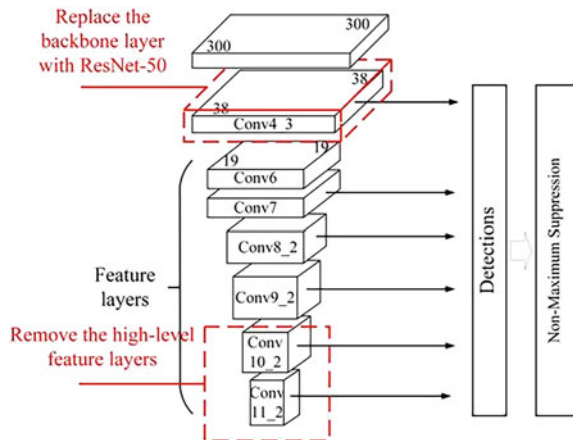 Replace the
backbone layer
with ResNet-50
300
300
38
38
Conv4_3
19
19
Conv6
Conv7
Conv8_2
Conv9_2
Feature
layers
Remove the high-level
feature layers
Conv
10_2
Conv
11_2
Detections
Non-Maximum Suppression